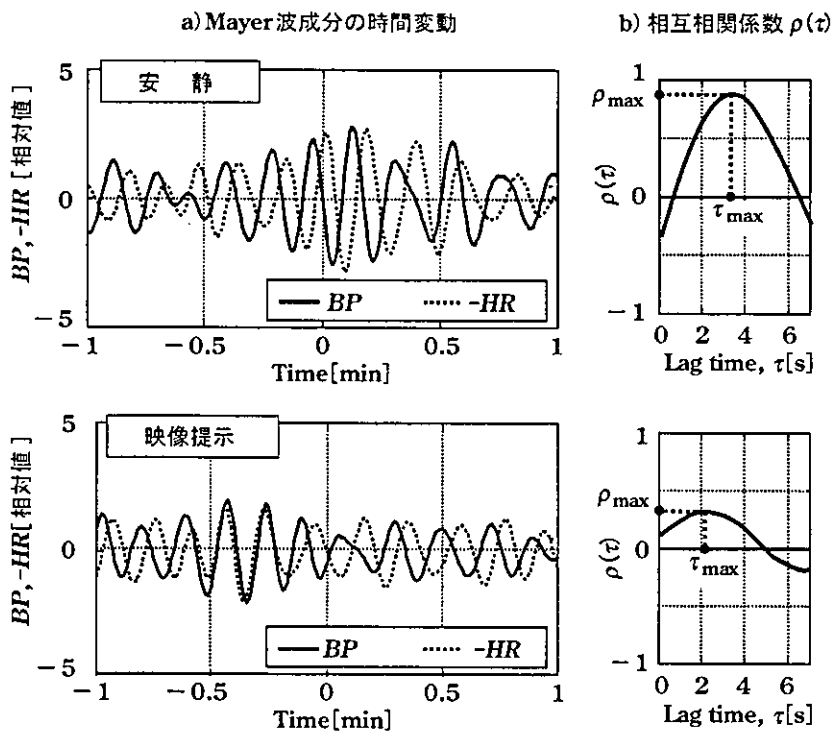 a) Mayer波成分の時間変動
b) 相互相関係数 ρ(τ)
安 静
BP, -HR [相対値]
5
0
−5
BP
-HR
−1
−0.5
0
0.5
1
Time[min]
1
ρmax
ρ(τ)
0
τmax
−1
0
2
4
6
Lag time, τ[s]
映像提示
BP, -HR[相対値]
5
0
−5
BP
-HR
−1
−0.5
0
0.5
1
Time[min]
1
ρmax
ρ(τ)
0
τmax
−1
0
2
4
6
Lag time, τ[s]